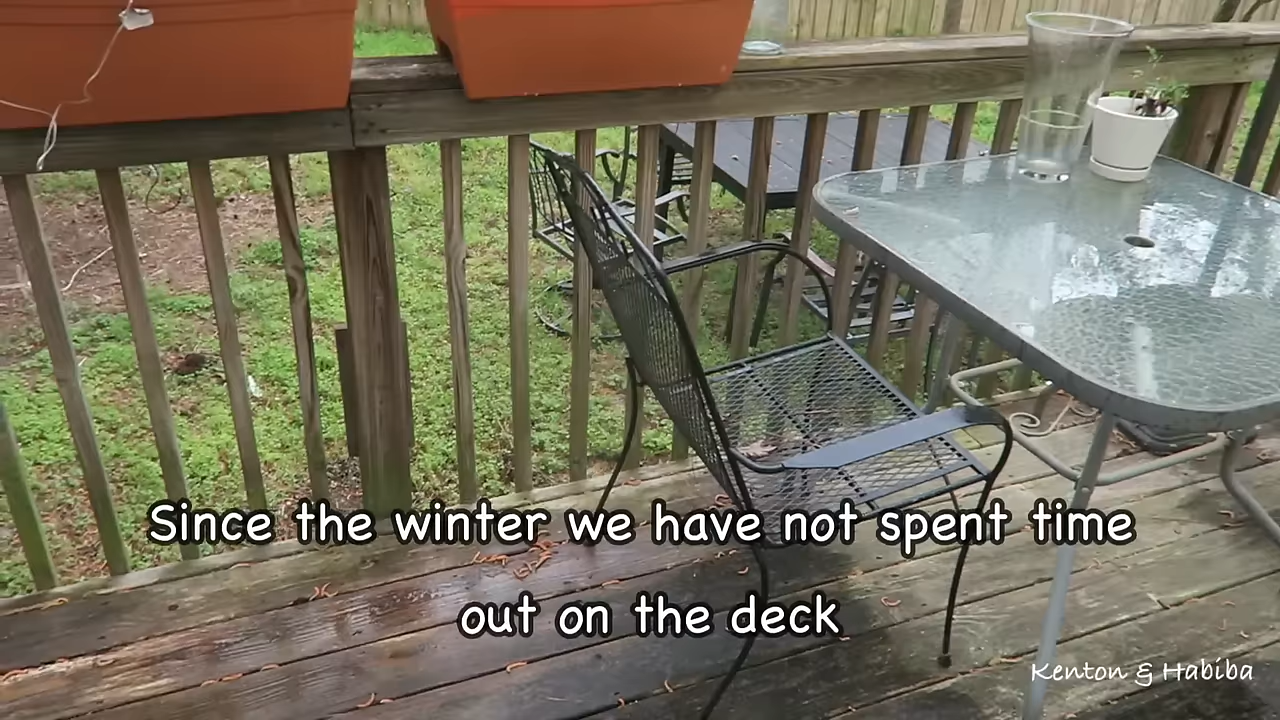 Since the winter we have not spent time
out on the deck
Kenton & Habiba